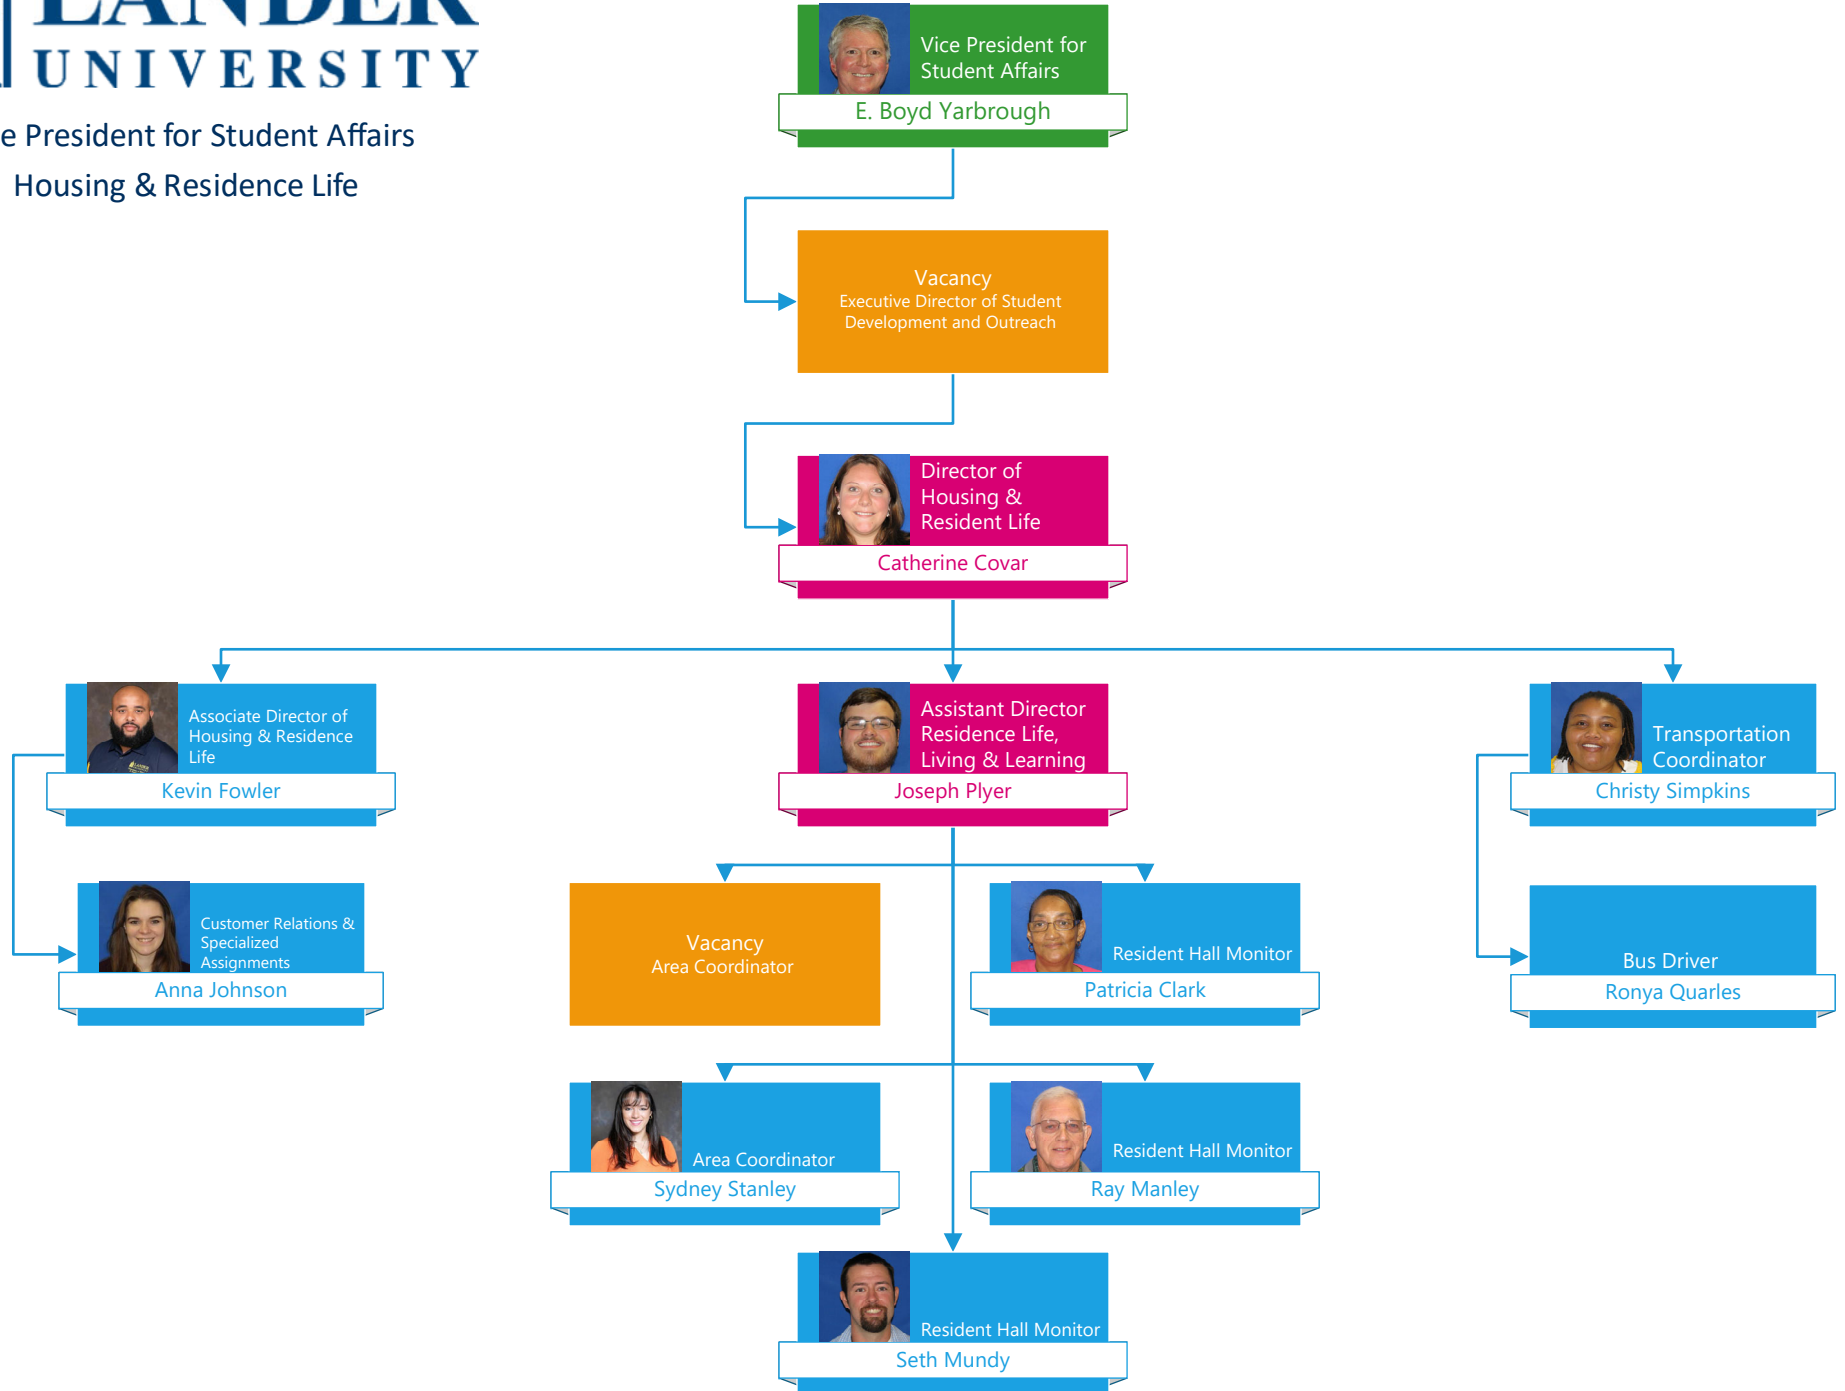 LANDER
UNIVERSITY
e President for Student Affairs
Housing & Residence Life
Vice President for
Student Affairs
E. Boyd Yarbrough
Vacancy
Executive Director of Student
Development and Outreach
Director of
Housing &
Resident Life
Catherine Covar
Associate Director of
Housing & Residence
Life
Kevin Fowler
Assistant Director
Residence Life,
Living & Learning
Joseph Plyer
Transportation
Coordinator
Christy Simpkins
Customer Relations &
Specialized
Assignments
Anna Johnson
Vacancy
Area Coordinator
Resident Hall Monitor
Patricia Clark
Bus Driver
Ronya Quarles
Area Coordinator
Sydney Stanley
Resident Hall Monitor
Ray Manley
Resident Hall Monitor
Seth Mundy